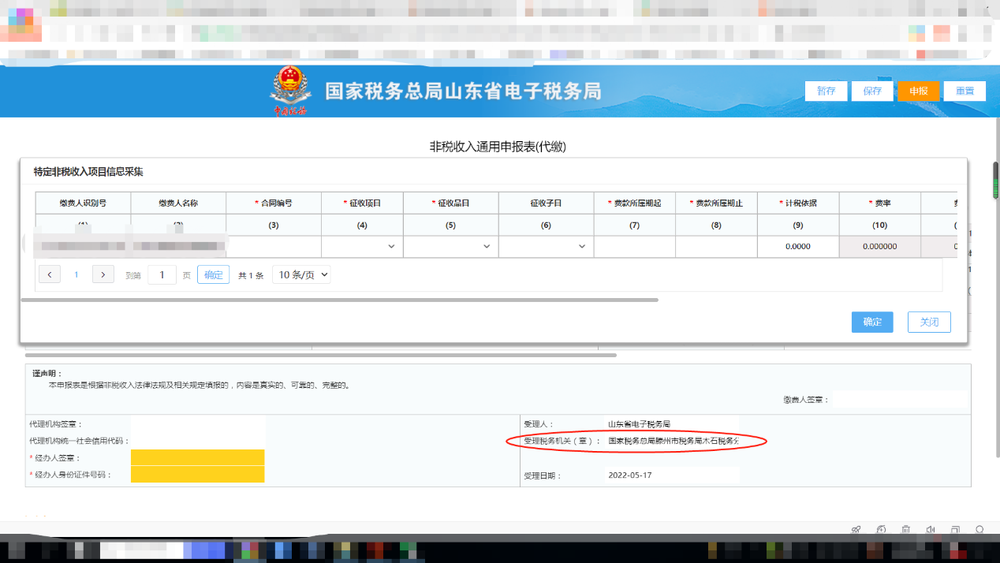 国家税务总局山东省电子税务局
暂存 保存 申报 重置
非税收入通用申报表(代缴)
特定非税收入项目信息采集
缴费人识别号 缴费人名称 * 合同编号 * 征收项目 * 征收品目 征收子目 * 费款所属期起 * 费款所属期止 * 计税依据 * 费率
(3) (4) (5) (6) (7) (8) (9) (10)
0.0000 0.000000
1 到第 1 页 确定 共 1 条 10 条/页
确定 关闭
谨声明：
本申报表是根据非税收入法律法规及相关规定填报的，内容是真实的、可靠的、完整的。
缴费人签章：
代理机构签章： 受理人： 山东省电子税务局
代理机构统一社会信用代码： 受理税务机关（章）： 国家税务总局滕州市税务局木石税务分
* 经办人签章：
* 经办人身份证件号码： 受理日期： 2022-05-17